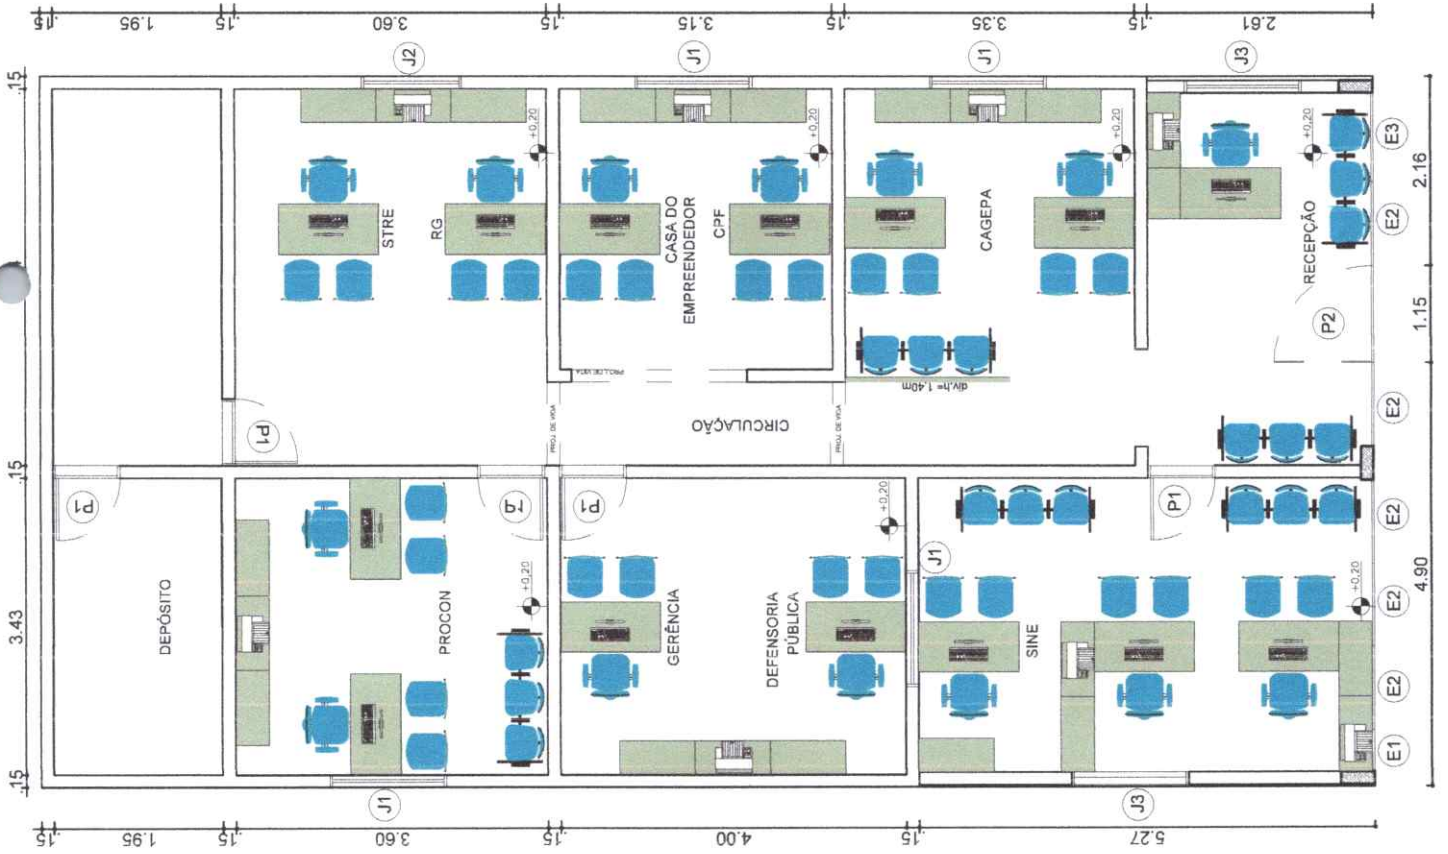 .15
1.95
.15
3.60
.15
3.15
.15
3.35
.15
2.61
J2
J1
J1
J3
.15
+0,20
+0,20
+0,20
+0,20
E3
2.16
STRE
RG
CASA DO
EMPREENDEDOR
CPF
CAGEPA
RECEPÇÃO
E2
P2
1.15
PROJ. DE VIGA
div.h= 1,40m
P1
PROJ. DE VIGA
CIRCULAÇÃO
PROJ. DE VIGA
E2
.15
P1
P1
P1
P1
+0,20
E2
J1
DEPÓSITO
PROCON
+0,20
GERÊNCIA
DEFENSORIA
PÚBLICA
SINE
+0,20
E2
4.90
3.43
E2
E1
.15
J1
J3
.15
1.95
.15
3.60
.15
4.00
.15
5.27